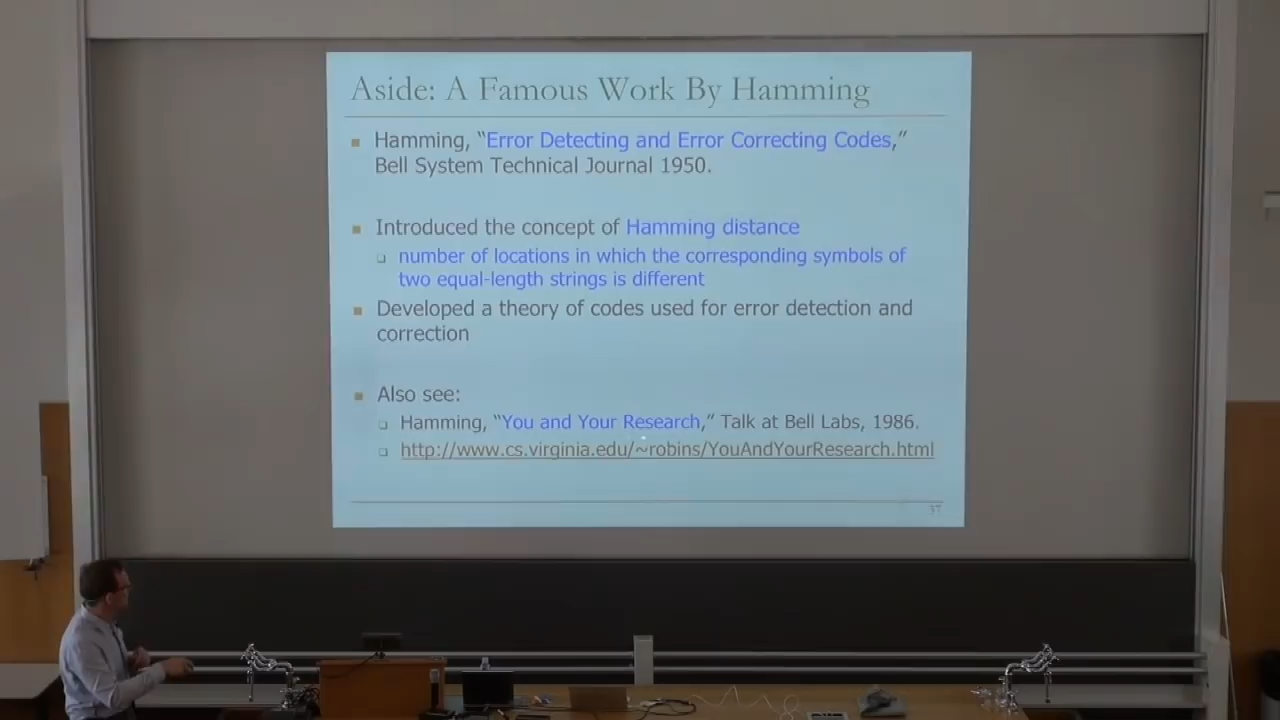 Aside: A Famous Work By Hamming
Hamming, “Error Detecting and Error Correcting Codes,”
Bell System Technical Journal 1950.
Introduced the concept of Hamming distance
number of locations in which the corresponding symbols of
two equal-length strings is different
Developed a theory of codes used for error detection and
correction
Also see:
Hamming, “You and Your Research,” Talk at Bell Labs, 1986.
http://www.cs.virginia.edu/~robins/YouAndYourResearch.html
37